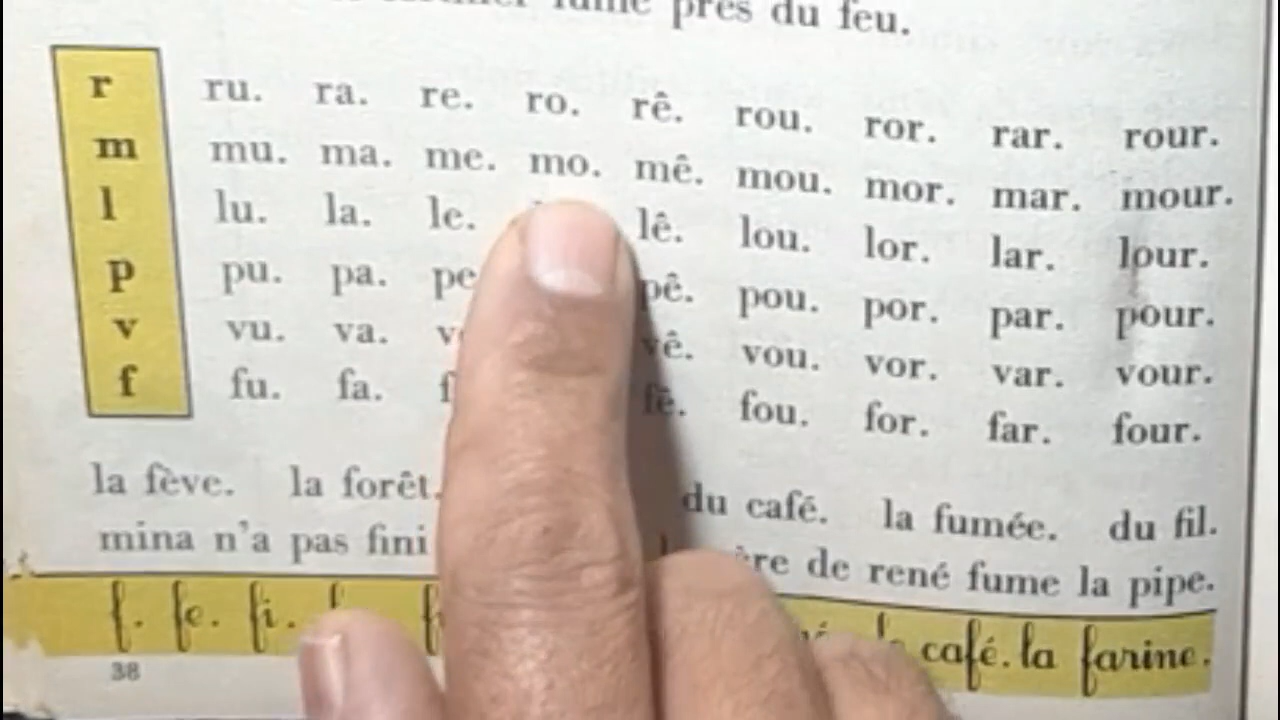 fume près du feu.
r ru. ra. re. ro. rê. rou. ror. rar. rour.
m mu. ma. me. mo. mê. mou. mor. mar. mour.
l lu. la. le. lê. lou. lor. lar. lour.
p pu. pa. pê. pou. por. par. pour.
v vu. va. vê. vou. vor. var. vour.
f fu. fa. fê. fou. for. far. four.
la fève. la forêt. du café. la fumée. du fil.
mina n'a pas fini de rené fume la pipe.
f. fe. fi. café. la farine.
38